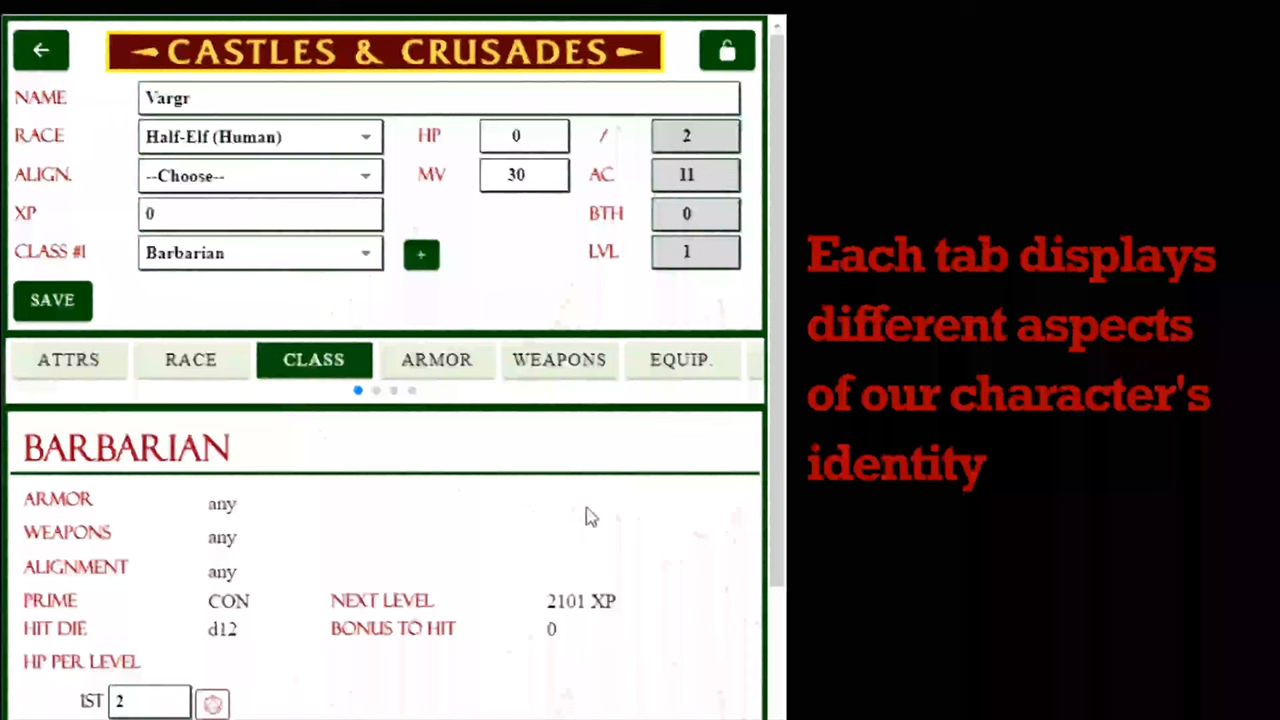 CASTLES & CRUSADES
NAME Vargr
RACE Half-Elf (Human) HP 0 / 2
ALIGN. --Choose-- MV 30 AC 11
XP 0 BTH 0
CLASS #1 Barbarian + LVL 1
SAVE
ATTRS RACE CLASS ARMOR WEAPONS EQUIP.
BARBARIAN
ARMOR any
WEAPONS any
ALIGNMENT any
PRIME CON NEXT LEVEL 2101 XP
HIT DIE d12 BONUS TO HIT 0
HP PER LEVEL
1ST 2
Each tab displays
different aspects
of our character's
identity